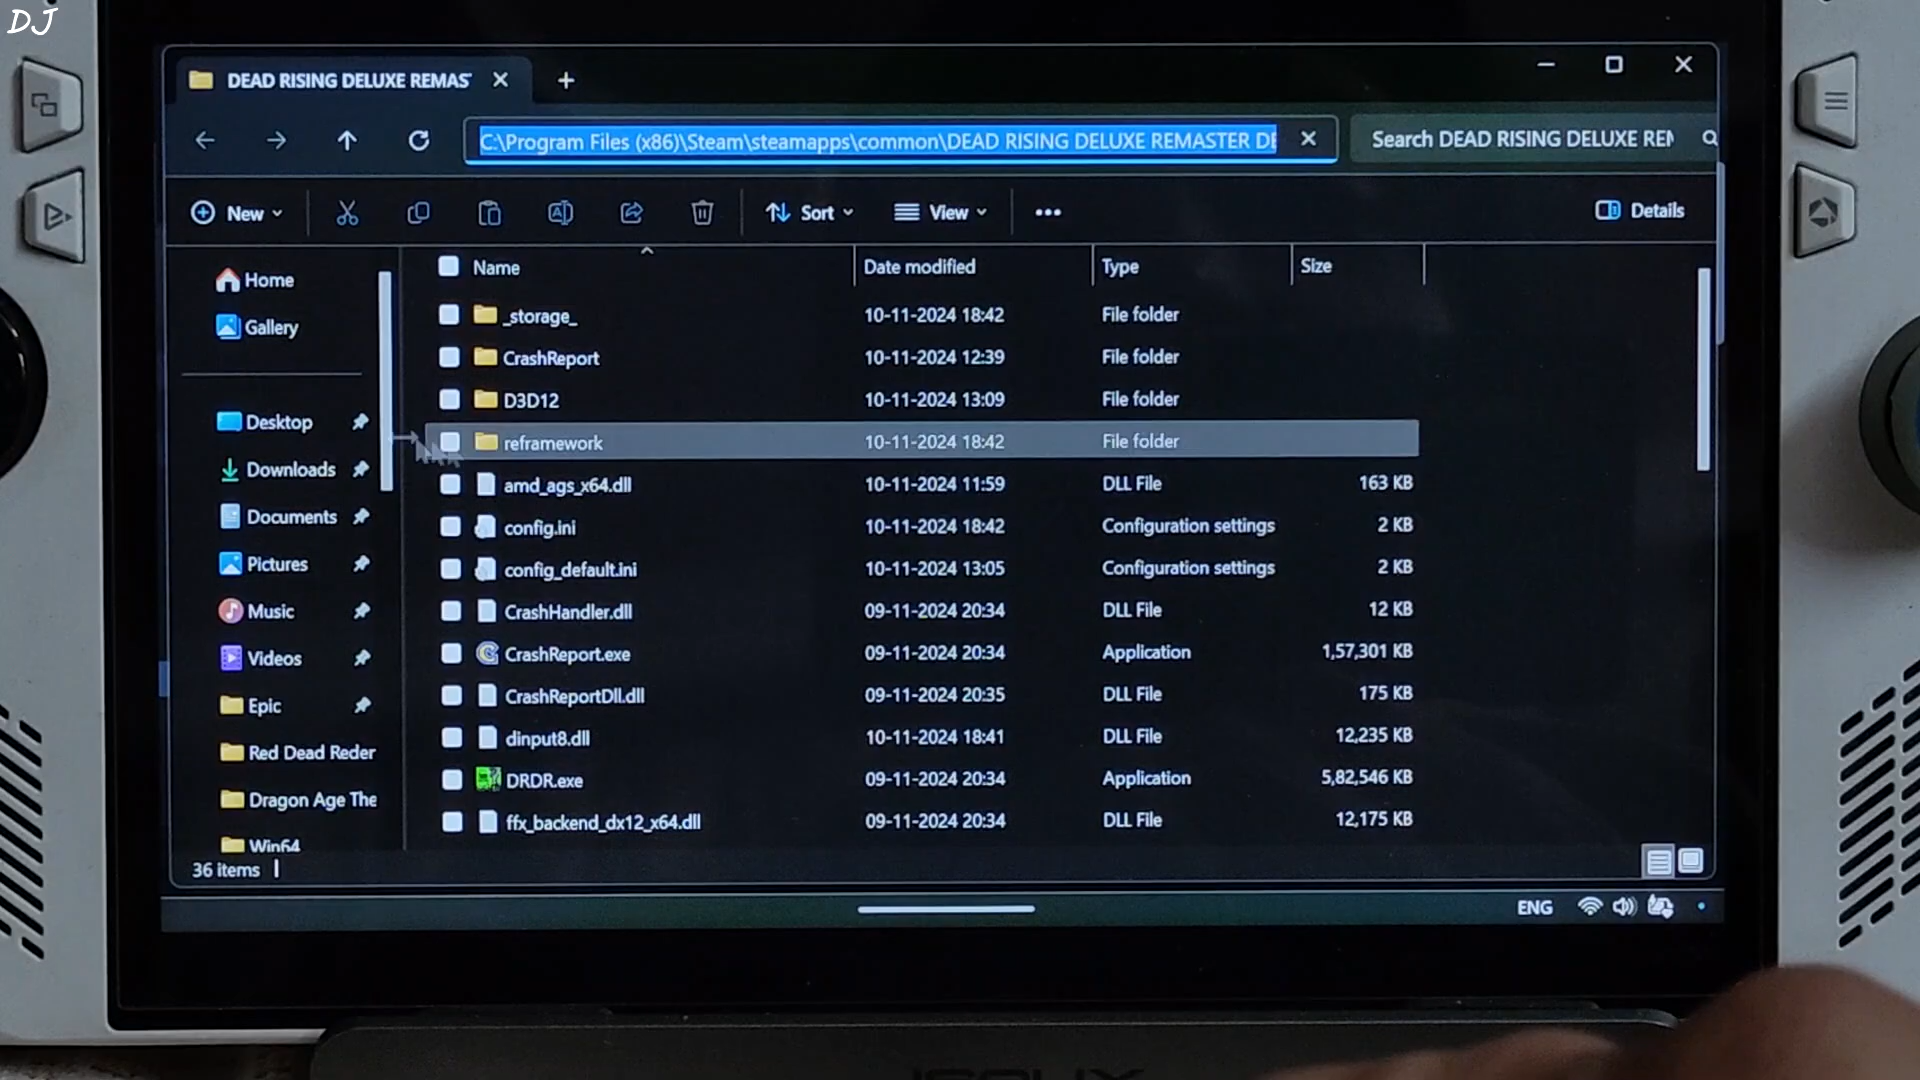 DJ
DEAD RISING DELUXE REMAS
C:\Program Files (x86)\Steam\steamapps\common\DEAD RISING DELUXE REMASTER DE
Search DEAD RISING DELUXE REM
New
Sort
View
Details
Home
Gallery
Desktop
Downloads
Documents
Pictures
Music
Videos
Epic
Red Dead Reder
Dragon Age The
Win64
Name Date modified Type Size
_storage_ 10-11-2024 18:42 File folder
CrashReport 10-11-2024 12:39 File folder
D3D12 10-11-2024 13:09 File folder
reframework 10-11-2024 18:42 File folder
amd_ags_x64.dll 10-11-2024 11:59 DLL File 163 KB
config.ini 10-11-2024 18:42 Configuration settings 2 KB
config_default.ini 10-11-2024 13:05 Configuration settings 2 KB
CrashHandler.dll 09-11-2024 20:34 DLL File 12 KB
CrashReport.exe 09-11-2024 20:34 Application 1,57,301 KB
CrashReportDll.dll 09-11-2024 20:35 DLL File 175 KB
dinput8.dll 10-11-2024 18:41 DLL File 12,235 KB
DRDR.exe 09-11-2024 20:34 Application 5,82,546 KB
ffx_backend_dx12_x64.dll 09-11-2024 20:34 DLL File 12,175 KB
36 items
ENG